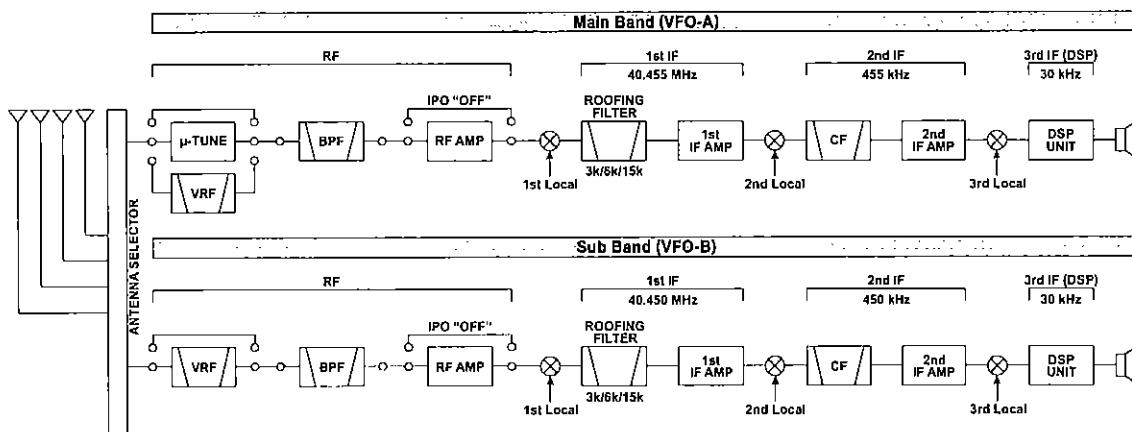 Main Band (VFO-A)
RF
1st IF
40.455 MHz
2nd IF
455 kHz
3rd IF (DSP)
30 kHz
IPO "OFF"
ROOFING
FILTER
μ-TUNE
BPF
RF AMP
1st
IF AMP
CF
2nd
IF AMP
DSP
UNIT
3k/6k/15k
1st Local
2nd Local
3rd Local
VRF
ANTENNA SELECTOR
Sub Band (VFO-B)
RF
1st IF
40.450 MHz
2nd IF
450 kHz
3rd IF (DSP)
30 kHz
IPO "OFF"
ROOFING
FILTER
VRF
BPF
RF AMP
1st
IF AMP
CF
2nd
IF AMP
DSP
UNIT
3k/6k/15k
1st Local
2nd Local
3rd Local